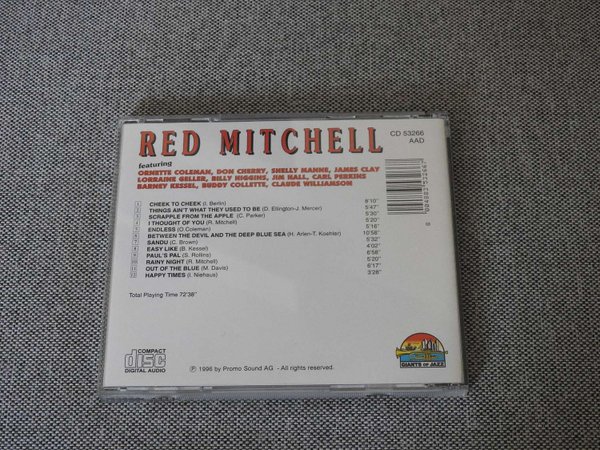 RED MITCHELL
CD 53266
AAD
featuring
ORNETTE COLEMAN, DON CHERRY, SHELLY MANNE, JAMES CLAY
LORRAINE GELLER, BILLY HIGGINS, JIM HALL, CARL PERKINS
BARNEY KESSEL, BUDDY COLLETTE, CLAUDE WILLIAMSON
1 CHEEK TO CHEEK (I. Berlin) 8'10"
2 THINGS AIN'T WHAT THEY USED TO BE (D. Ellington-J. Mercer) 5'47"
3 SCRAPPLE FROM THE APPLE (C. Parker) 5'30"
4 I THOUGHT OF YOU (R. Mitchell) 5'20"
5 ENDLESS (O.Coleman) 5'16"
6 BETWEEN THE DEVIL AND THE DEEP BLUE SEA (H. Arlen-T. Koehler) 10'58"
7 SANDU (C. Brown) 5'32"
8 EASY LIKE (B. Kessel) 4'02"
9 PAUL'S PAL (S. Rollins) 6'58"
10 RAINY NIGHT (R. Mitchell) 5'20"
11 OUT OF THE BLUE (M. Davis) 6'17"
12 HAPPY TIMES (I. Niehaus) 3'28"
Total Playing Time 72'38"
COMPACT
disc
DIGITAL AUDIO
℗ 1996 by Promo Sound AG - All rights reserved.
GIANTS OF JAZZ